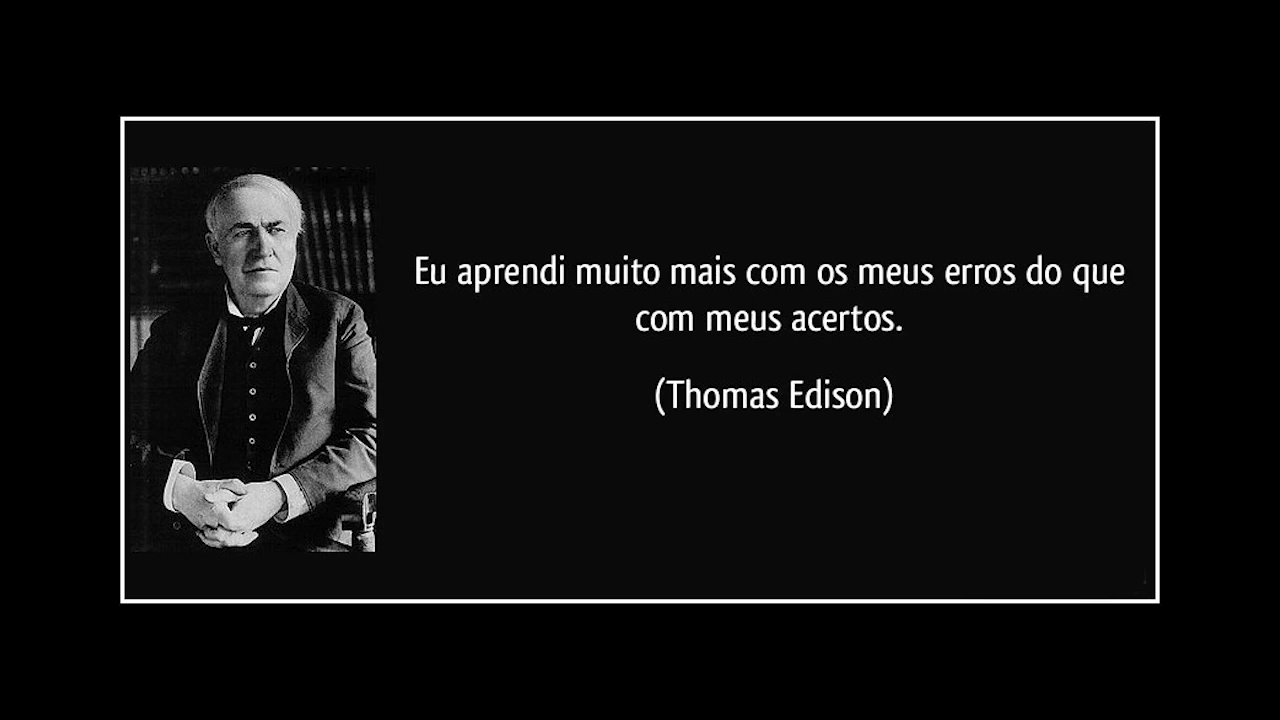 Eu aprendi muito mais com os meus erros do que
com meus acertos.
(Thomas Edison)